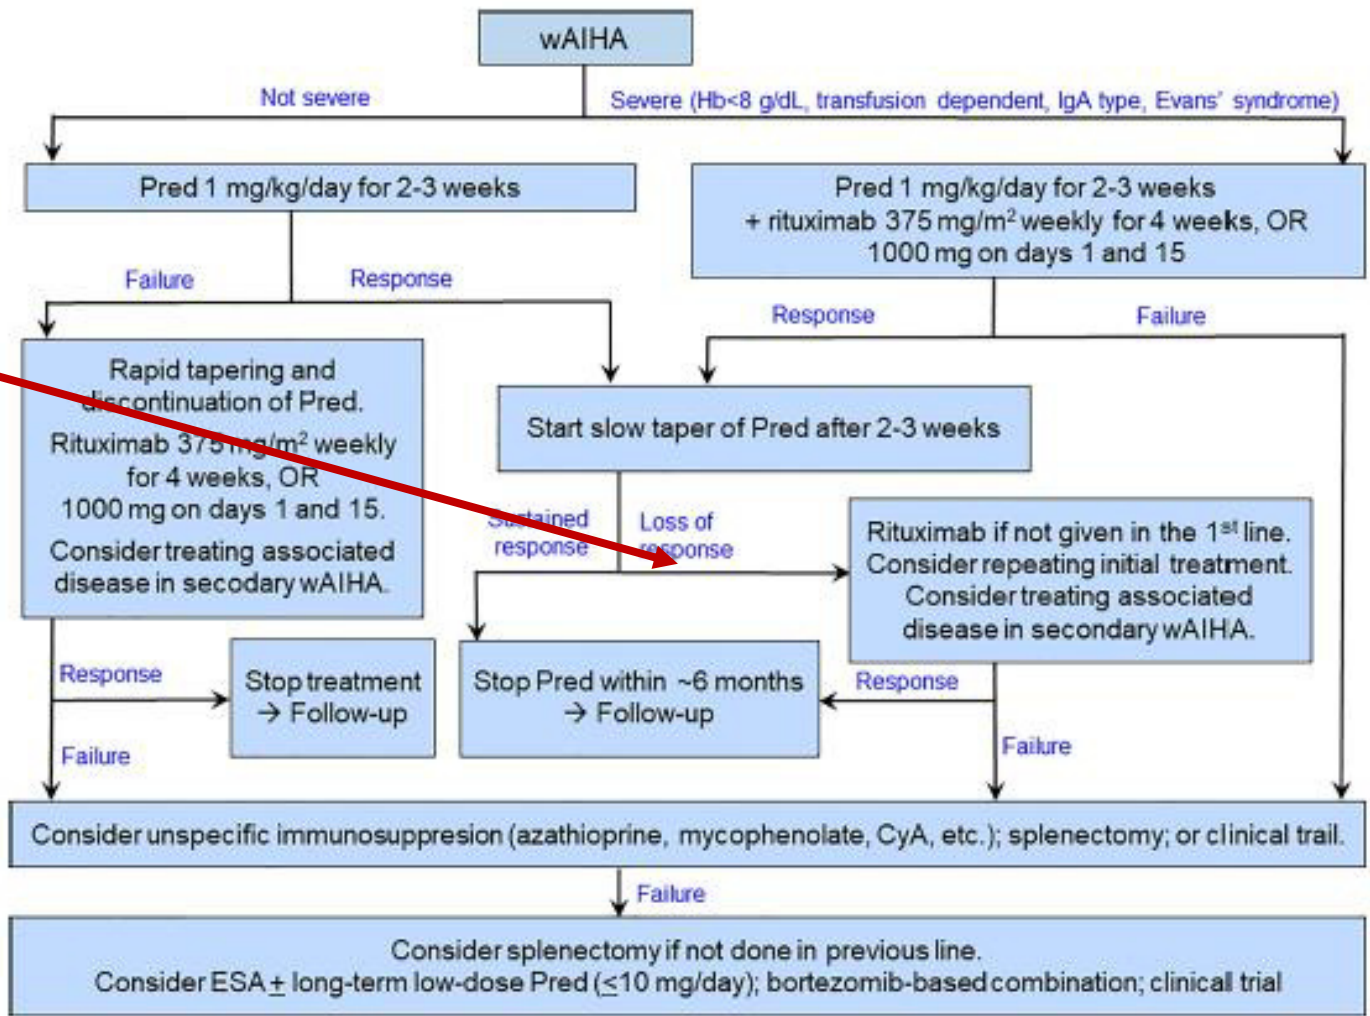 wAIHA
Not severe
Severe (Hb<8 g/dL, transfusion dependent, IgA type, Evans' syndrome)
Pred 1 mg/kg/day for 2-3 weeks
Pred 1 mg/kg/day for 2-3 weeks
+ rituximab 375 mg/m² weekly for 4 weeks, OR
1000 mg on days 1 and 15
Failure
Response
Response
Failure
Rapid tapering and
discontinuation of Pred.
Rituximab 375 mg/m² weekly
for 4 weeks, OR
1000 mg on days 1 and 15.
Consider treating associated
disease in secodary wAIHA.
Start slow taper of Pred after 2-3 weeks
Sustained
response
Loss of
response
Rituximab if not given in the 1st line.
Consider repeating initial treatment.
Consider treating associated
disease in secondary wAIHA.
Response
Stop treatment
→ Follow-up
Stop Pred within ~6 months
→ Follow-up
Response
Failure
Failure
Consider unspecific immunosuppresion (azathioprine, mycophenolate, CyA, etc.); splenectomy; or clinical trail.
Failure
Consider splenectomy if not done in previous line.
Consider ESA ± long-term low-dose Pred (≤10 mg/day); bortezomib-based combination; clinical trial